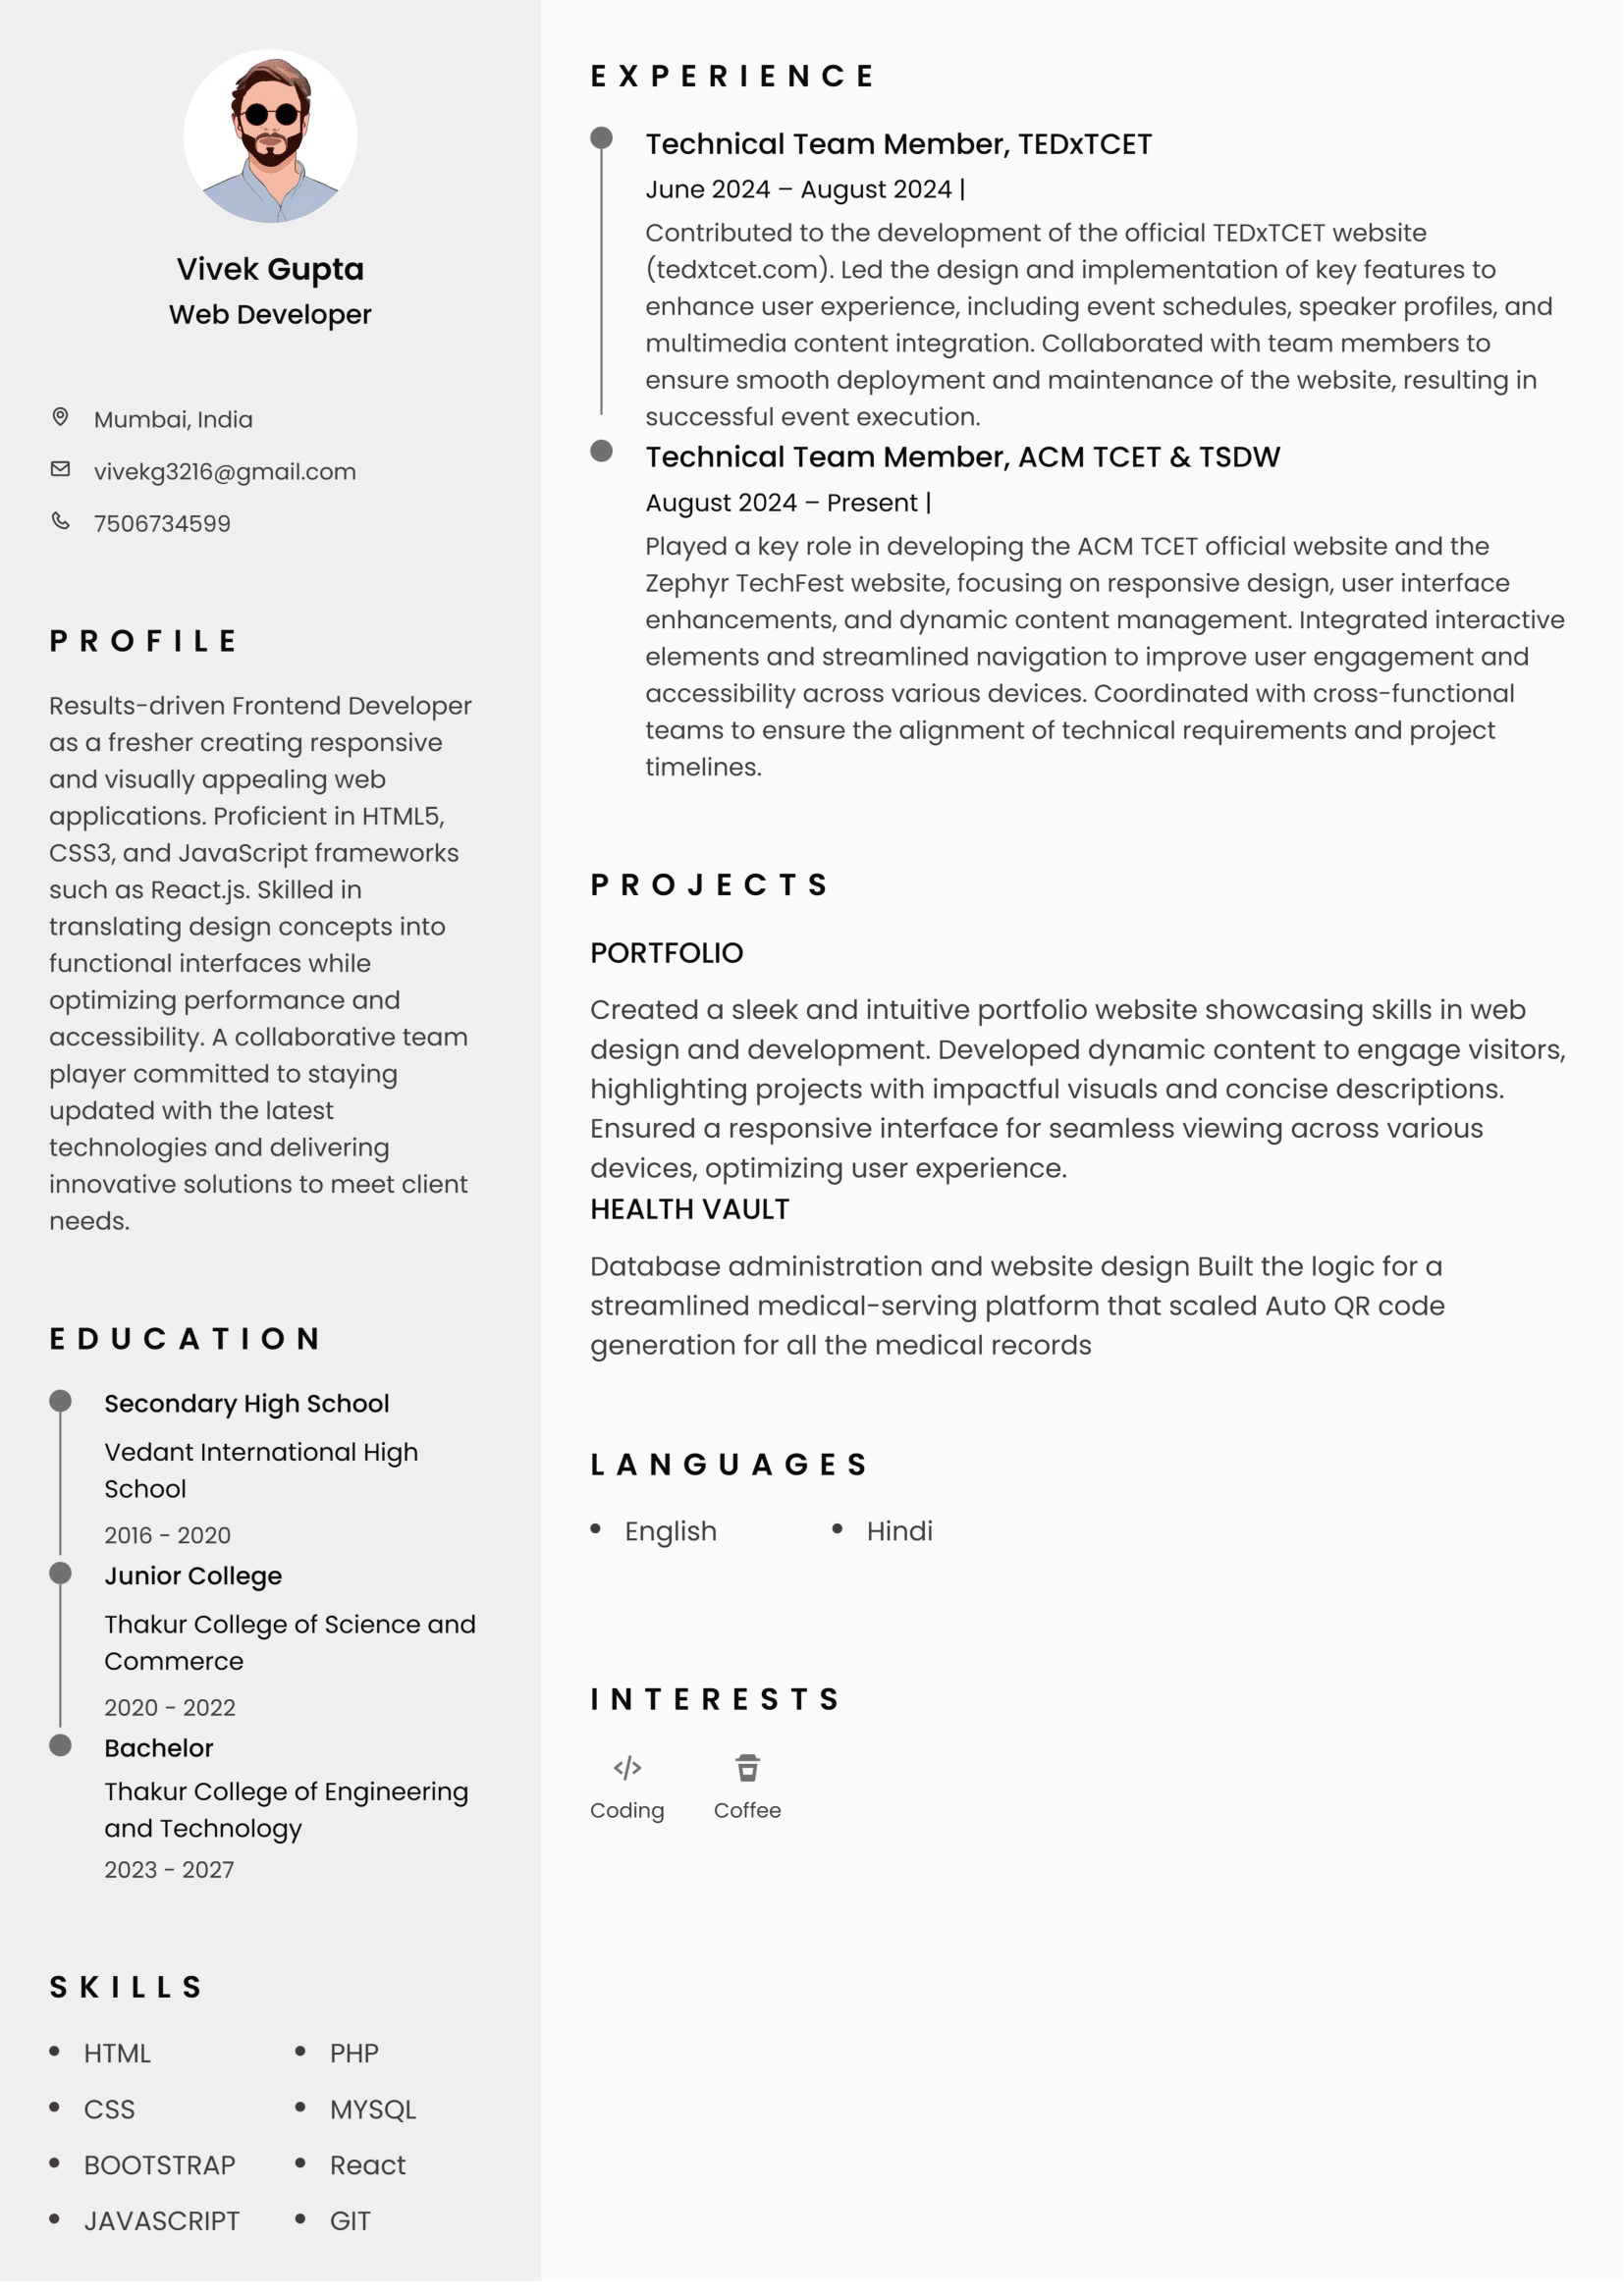 Vivek Gupta
Web Developer
Mumbai, India
vivekg3216@gmail.com
7506734599
PROFILE
Results-driven Frontend Developer
as a fresher creating responsive
and visually appealing web
applications. Proficient in HTML5,
CSS3, and JavaScript frameworks
such as React.js. Skilled in
translating design concepts into
functional interfaces while
optimizing performance and
accessibility. A collaborative team
player committed to staying
updated with the latest
technologies and delivering
innovative solutions to meet client
needs.
EDUCATION
Secondary High School
Vedant International High
School
2016 - 2020
Junior College
Thakur College of Science and
Commerce
2020 - 2022
Bachelor
Thakur College of Engineering
and Technology
2023 - 2027
SKILLS
HTML
PHP
CSS
MYSQL
BOOTSTRAP
React
JAVASCRIPT
GIT
EXPERIENCE
Technical Team Member, TEDxTCET
June 2024 – August 2024 |
Contributed to the development of the official TEDxTCET website
(tedxtcet.com). Led the design and implementation of key features to
enhance user experience, including event schedules, speaker profiles, and
multimedia content integration. Collaborated with team members to
ensure smooth deployment and maintenance of the website, resulting in
successful event execution.
Technical Team Member, ACM TCET & TSDW
August 2024 – Present |
Played a key role in developing the ACM TCET official website and the
Zephyr TechFest website, focusing on responsive design, user interface
enhancements, and dynamic content management. Integrated interactive
elements and streamlined navigation to improve user engagement and
accessibility across various devices. Coordinated with cross-functional
teams to ensure the alignment of technical requirements and project
timelines.
PROJECTS
PORTFOLIO
Created a sleek and intuitive portfolio website showcasing skills in web
design and development. Developed dynamic content to engage visitors,
highlighting projects with impactful visuals and concise descriptions.
Ensured a responsive interface for seamless viewing across various
devices, optimizing user experience.
HEALTH VAULT
Database administration and website design Built the logic for a
streamlined medical-serving platform that scaled Auto QR code
generation for all the medical records
LANGUAGES
English
Hindi
INTERESTS
Coding
Coffee